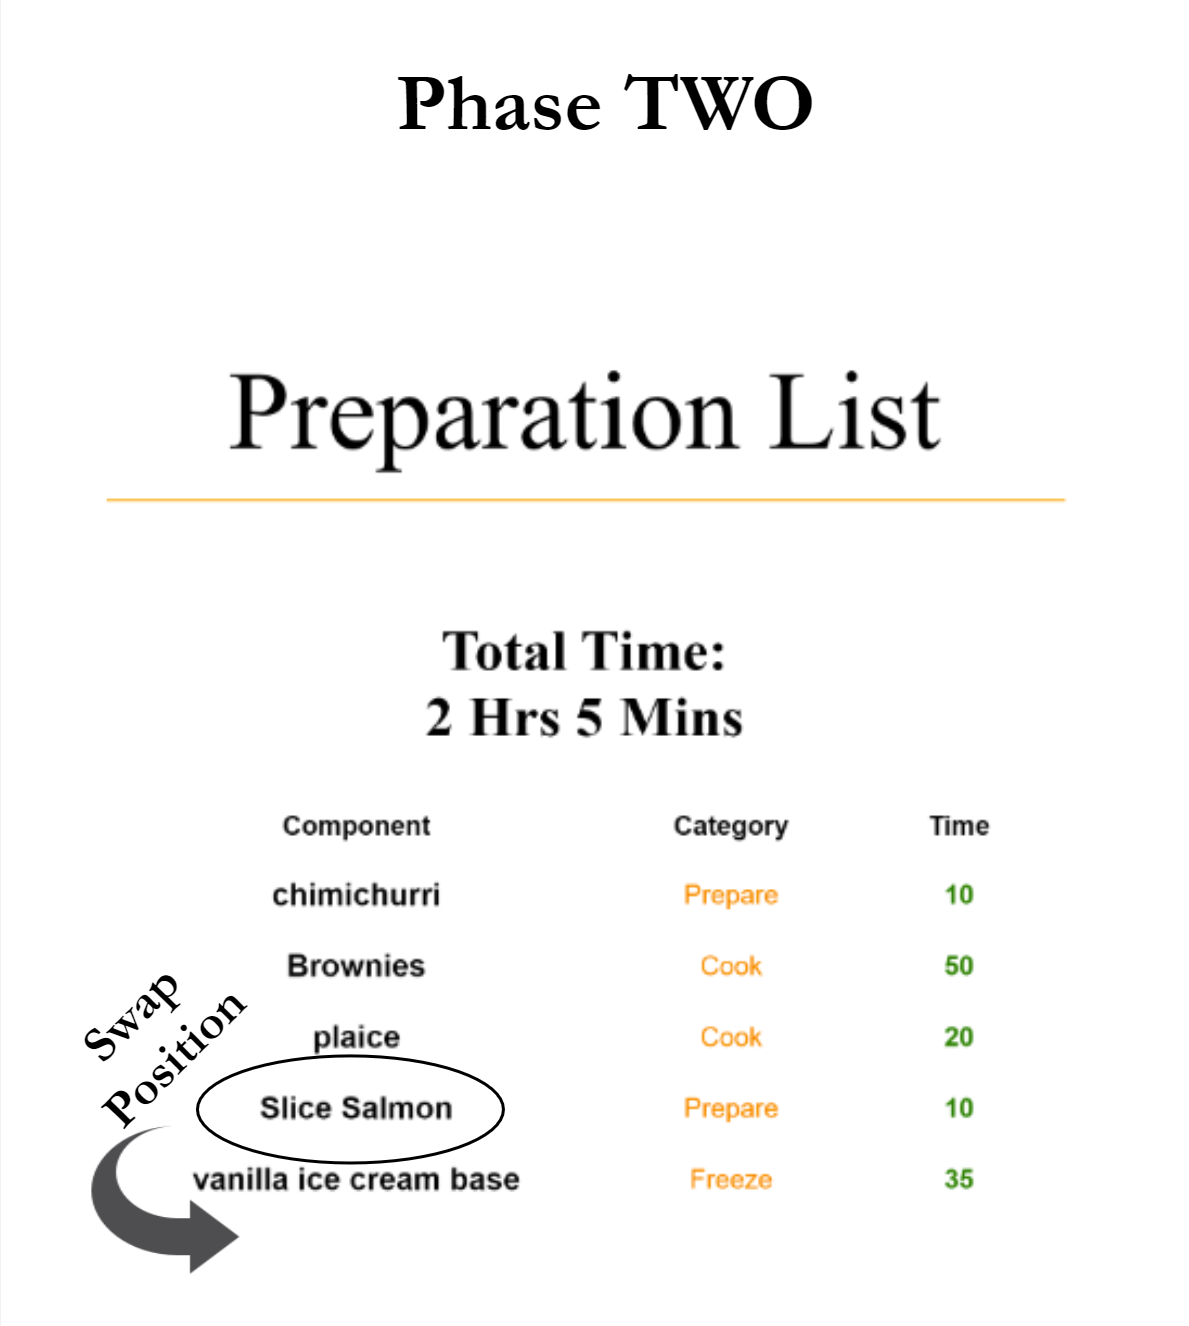 Phase TWO
Preparation List
Total Time:
2 Hrs 5 Mins
Component Category Time
chimichurri Prepare 10
Brownies Cook 50
plaice Cook 20
Slice Salmon Prepare 10
vanilla ice cream base Freeze 35
Swap
Position